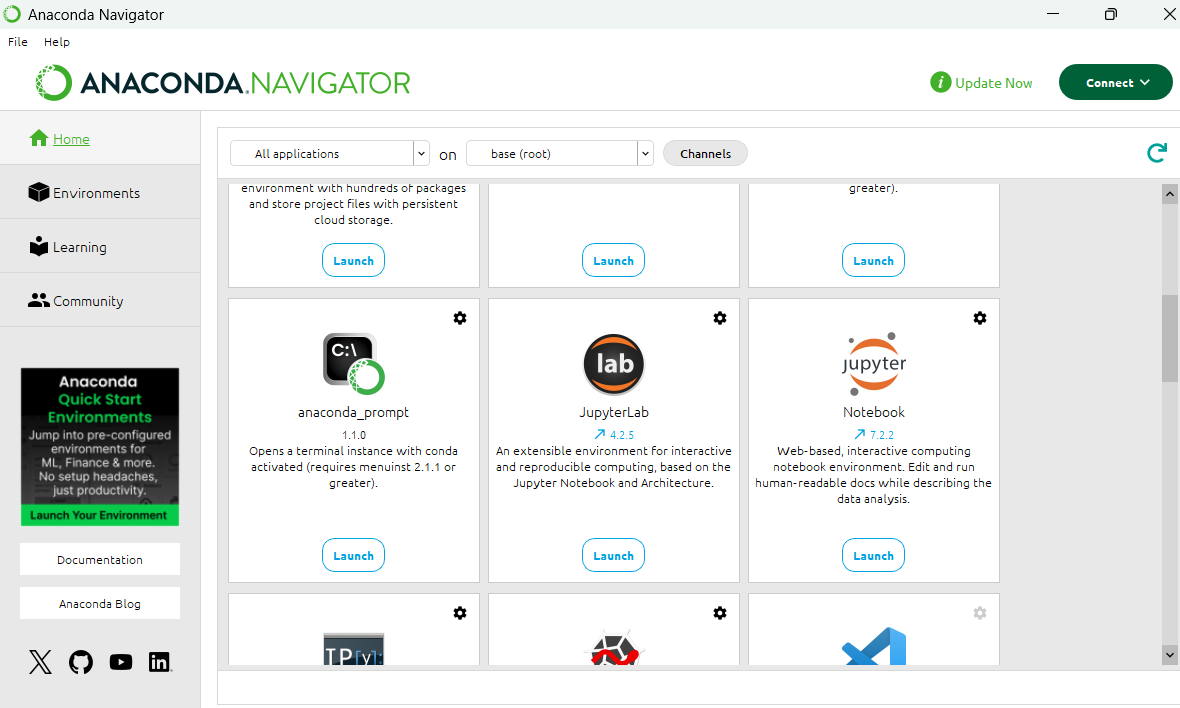 Anaconda Navigator
File Help
ANACONDA.NAVIGATOR
i Update Now
Connect
Home
Environments
Learning
Community
Anaconda
Quick Start
Environments
Jump into pre-configured
environments for
ML, Finance & more.
No setup headaches,
just productivity.
Launch Your Environment
Documentation
Anaconda Blog
All applications
on
base (root)
Channels
environment with hundreds of packages
and store project files with persistent
cloud storage.
Launch
Launch
greater).
Launch
C:\
anaconda_prompt
1.1.0
Opens a terminal instance with conda
activated (requires menuinst 2.1.1 or
greater).
Launch
lab
JupyterLab
4.2.5
An extensible environment for interactive
and reproducible computing, based on the
Jupyter Notebook and Architecture.
Launch
jupyter
Notebook
7.2.2
Web-based, interactive computing
notebook environment. Edit and run
human-readable docs while describing the
data analysis.
Launch
IP[y]: